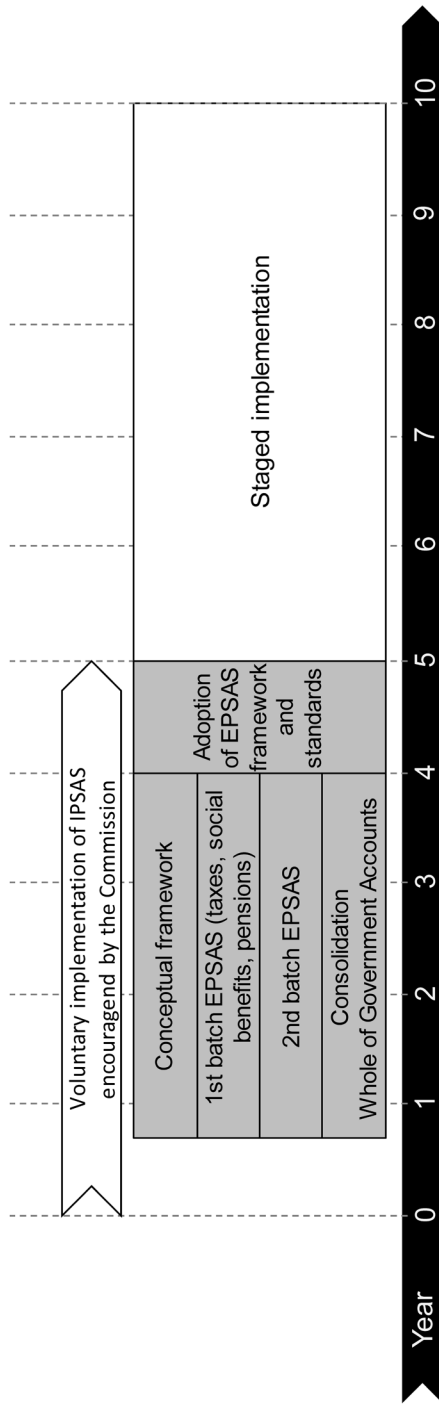 Voluntary implementation of IPSAS
encouragend by the Commission
Conceptual framework
1st batch EPSAS (taxes, social
benefits, pensions)
2nd batch EPSAS
Consolidation
Whole of Government Accounts
Adoption
of EPSAS
framework
and
standards
Staged implementation
Year 0 1 2 3 4 5 6 7 8 9 10